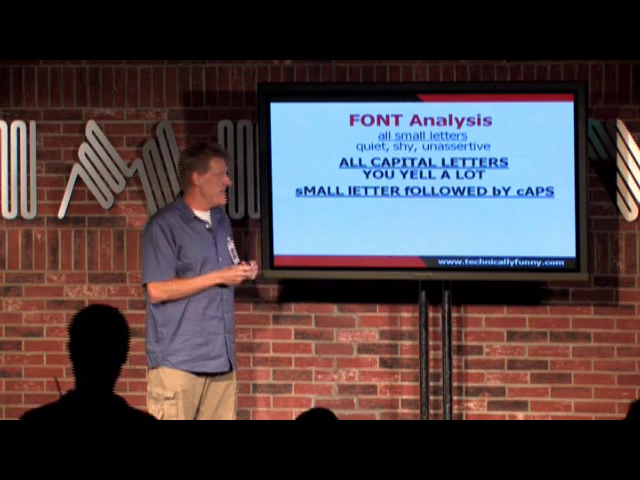 FONT Analysis
all small letters
quiet, shy, unassertive
ALL CAPITAL LETTERS
YOU YELL A LOT
sMALL lETTER fOLLOWED bY cAPS
www.technicallyfunny.com